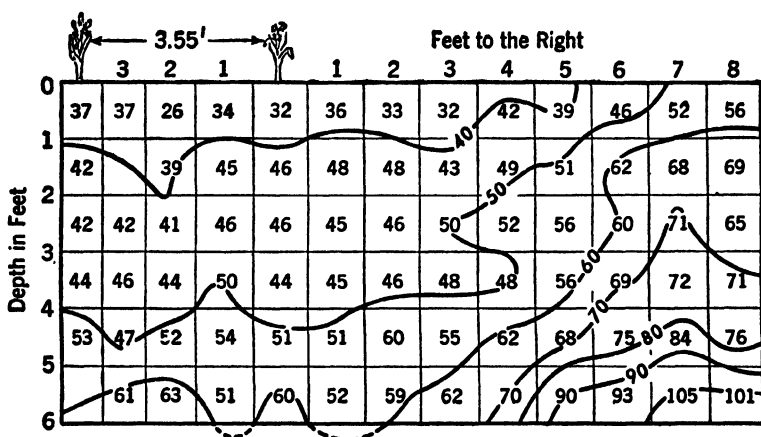 3.55' Feet to the Right
3 2 1 1 2 3 4 5 6 7 8
0
37 37 26 34 32 36 33 32 42 39 46 52 56
40
1
42 39 45 46 48 48 43 49 51 62 68 69
50
2
42 42 41 46 46 45 46 50 52 56 60 71 65
60
3
44 46 44 50 44 45 46 48 48 56 69 72 71
70
4
53 47 52 54 51 51 60 55 62 68 75 80 84 76
5
90
61 63 51 60 52 59 62 70 90 93 105 101
6
Depth in Feet